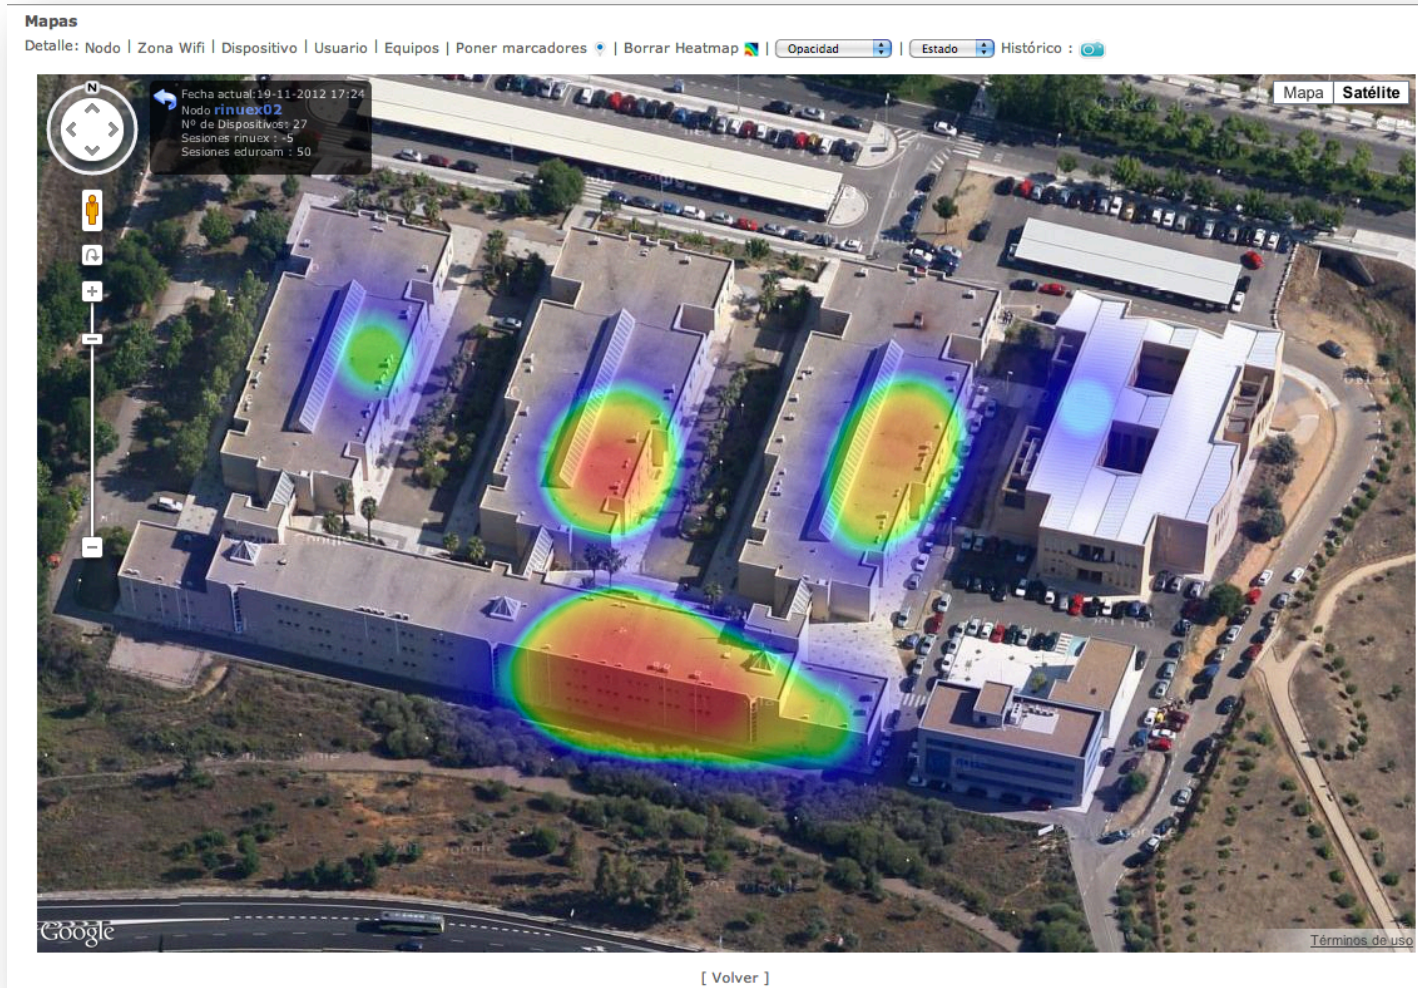 Mapas
Detalle: Nodo | Zona Wifi | Dispositivo | Usuario | Equipos | Poner marcadores | Borrar Heatmap | Opacidad | Estado Histórico :
N
Fecha actual:19-11-2012 17:24
Nodo rinuex02
Nº de Dispositivos: 27
Sesiones rinuex : -5
Sesiones eduroam : 50
Mapa Satélite
Google
Términos de uso
[ Volver ]